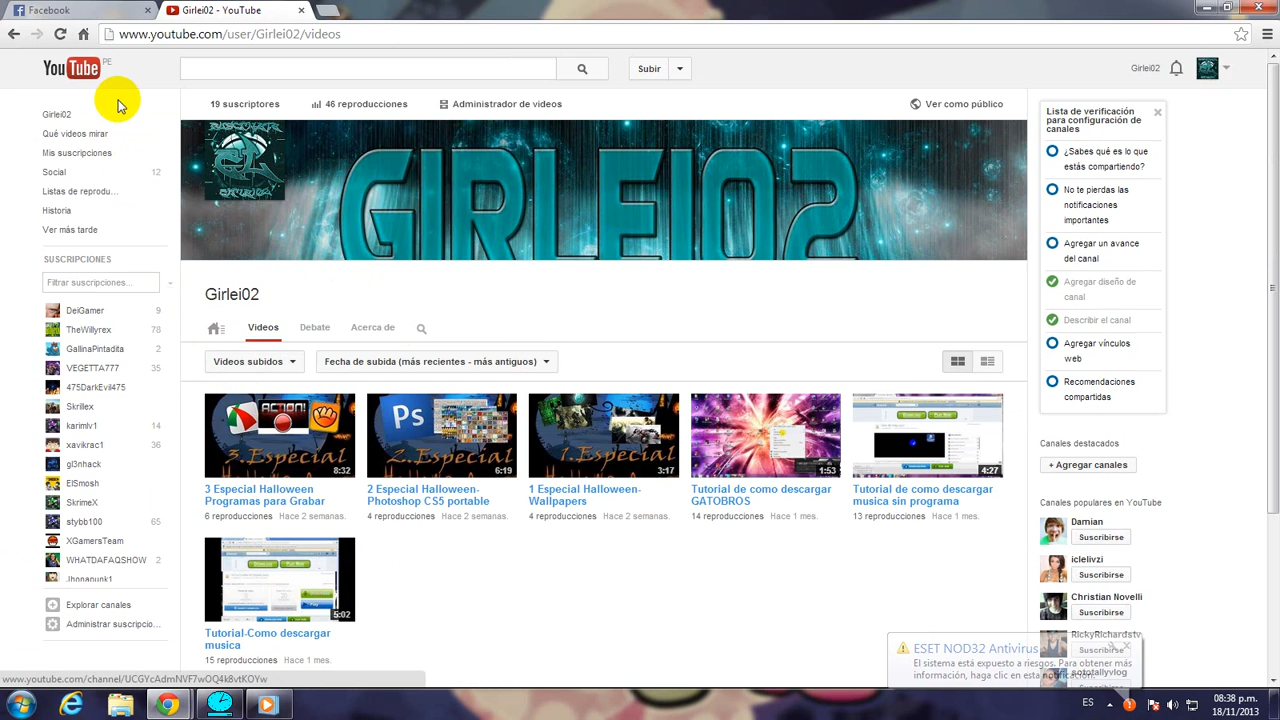 Facebook
Girlei02 - YouTube
www.youtube.com/user/Girlei02/videos
YouTube PE
Subir
Girlei02
Girlei02
Qué videos mirar
Mis suscripciones
Social 12
Listas de reprodu...
Historia
Ver más tarde
SUSCRIPCIONES
Filtrar suscripciones...
DeiGamer 9
TheWillyrex 78
GallinaPintadita 2
VEGETTA777 35
475DarkEvil475
Skrillex
karimlv1 14
xavikrac1 36
gl3nhack
ElSmosh
SkrimeX
stybb100 65
XGamersTeam
WHATDAFAQSHOW 2
Jhonapunk1
Explorar canales
Administrar suscripcio...
19 suscriptores
46 reproducciones
Administrador de videos
Ver como público
GIRLEI02
Girlei02
Videos
Debate
Acerca de
Videos subidos
Fecha de subida (más recientes - más antiguos)
ACTION!
3.Especial
8:32
3 Especial Halloween
Programas para Grabar
6 reproducciones Hace 2 semanas.
Ps
2 Especial
6:19
2 Especial Halloween-
Photoshop CS5 portable
4 reproducciones Hace 2 semanas.
1.Especial
3:17
1 Especial Halloween-
Wallpapers
4 reproducciones Hace 2 semanas.
1:53
Tutorial de como descargar
GATOBROS
14 reproducciones Hace 1 mes.
4:27
Tutorial de como descargar
musica sin programa
13 reproducciones Hace 1 mes.
5:02
Tutorial-Como descargar
musica
15 reproducciones Hace 1 mes.
Lista de verificación
para configuración de
canales
¿Sabes qué es lo que
estás compartiendo?
No te pierdas las
notificaciones
importantes
Agregar un avance
del canal
Agregar diseño de
canal
Describir el canal
Agregar vínculos
web
Recomendaciones
compartidas
Canales destacados
+ Agregar canales
Canales populares en YouTube
Damian
Suscribirse
iclelivzi
Suscribirse
Christian Novelli
Suscribirse
RickyRichardstv
Suscribirse
sototallyvlog
ESET NOD32 Antivirus
El sistema está expuesto a riesgos. Para obtener más
información, haga clic en esta notificación.
www.youtube.com/channel/UCGYcAdmNVF7wOQ4k8vtKOYw
ES
08:38 p.m.
18/11/2013